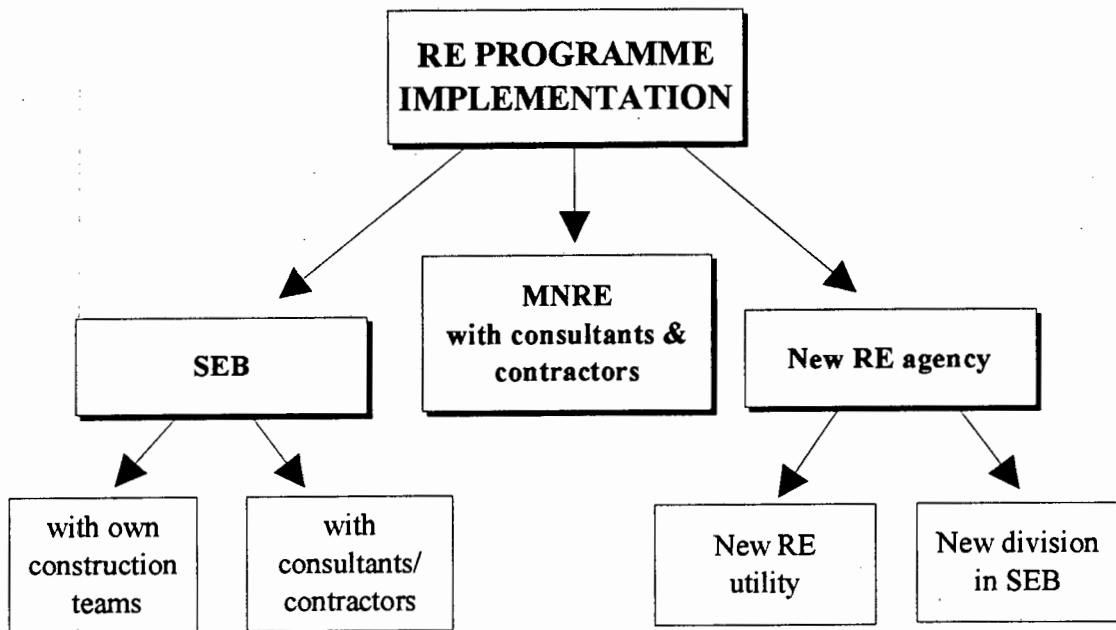 RE PROGRAMME
IMPLEMENTATION
MNRE
with consultants &
contractors
SEB
New RE agency
with own
construction
teams
with
consultants/
contractors
New RE
utility
New division
in SEB